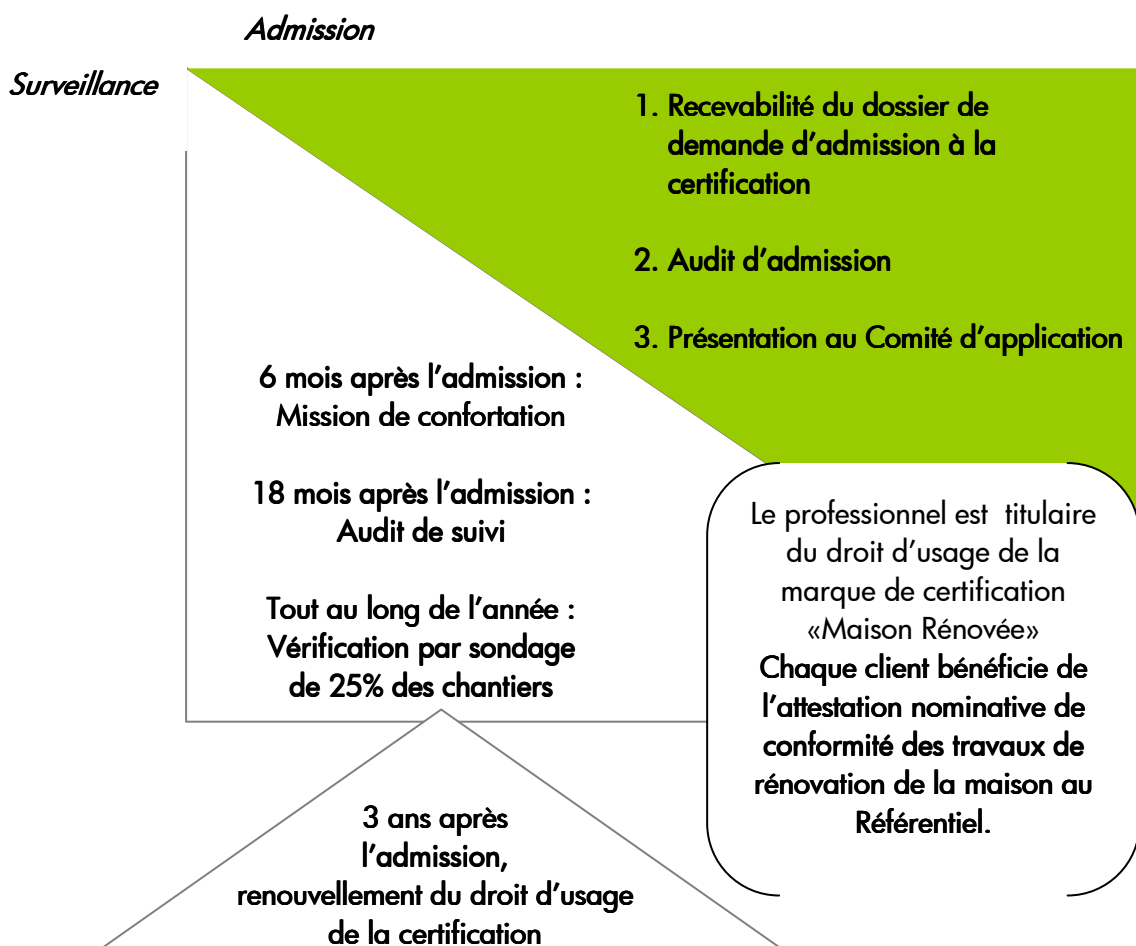 Admission
Surveillance
1. Recevabilité du dossier de
demande d’admission à la
certification
2. Audit d’admission
3. Présentation au Comité d’application
6 mois après l’admission :
Mission de confortation
18 mois après l’admission :
Audit de suivi
Tout au long de l’année :
Vérification par sondage
de 25% des chantiers
Le professionnel est titulaire
du droit d’usage de la
marque de certification
«Maison Rénovée»
Chaque client bénéficie de
l’attestation nominative de
conformité des travaux de
rénovation de la maison au
Référentiel.
3 ans après
l’admission,
renouvellement du droit d’usage
de la certification